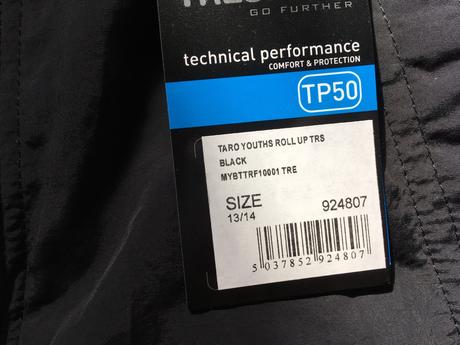 GO FURTHER
technical performance
COMFORT & PROTECTION
TP50
TARO YOUTHS ROLL UP TRS
BLACK
MYBTTRF10001 TRE
SIZE 924807
13/14
5 037852 924807